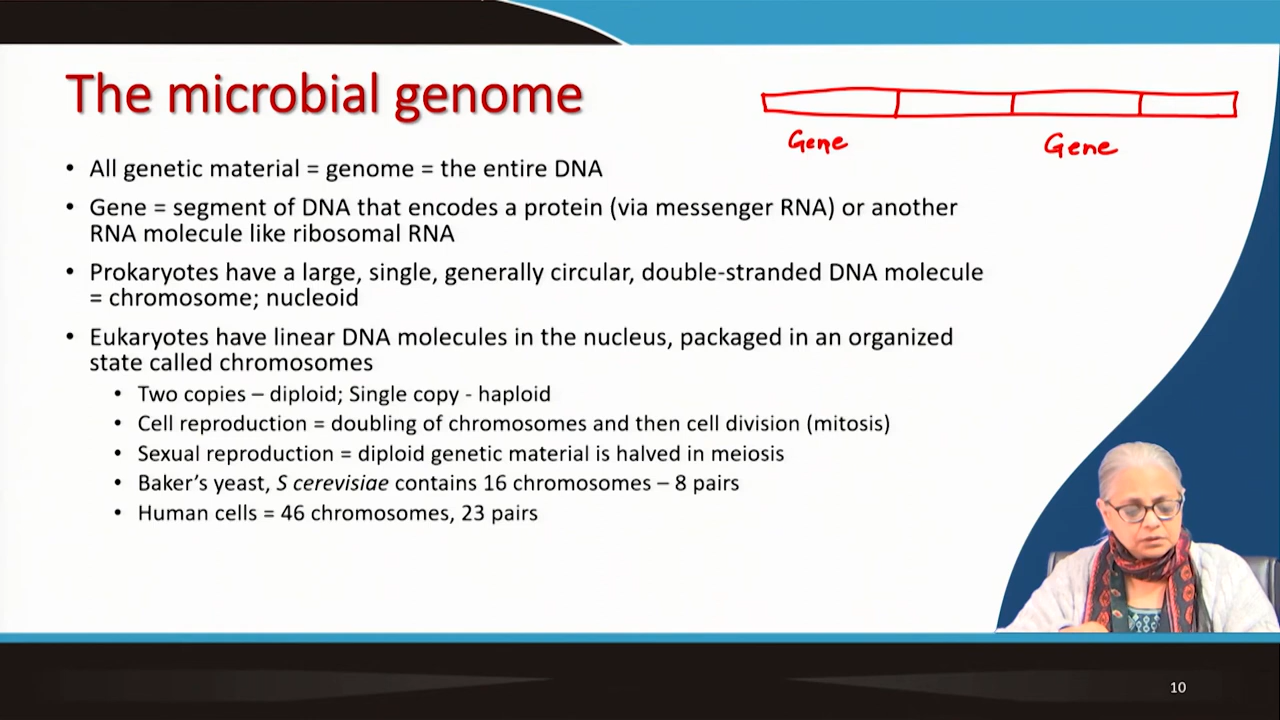 The microbial genome
Gene
Gene
• All genetic material = genome = the entire DNA
• Gene = segment of DNA that encodes a protein (via messenger RNA) or another
RNA molecule like ribosomal RNA
• Prokaryotes have a large, single, generally circular, double-stranded DNA molecule
= chromosome; nucleoid
• Eukaryotes have linear DNA molecules in the nucleus, packaged in an organized
state called chromosomes
• Two copies – diploid; Single copy - haploid
• Cell reproduction = doubling of chromosomes and then cell division (mitosis)
• Sexual reproduction = diploid genetic material is halved in meiosis
• Baker's yeast, S cerevisiae contains 16 chromosomes – 8 pairs
• Human cells = 46 chromosomes, 23 pairs
10